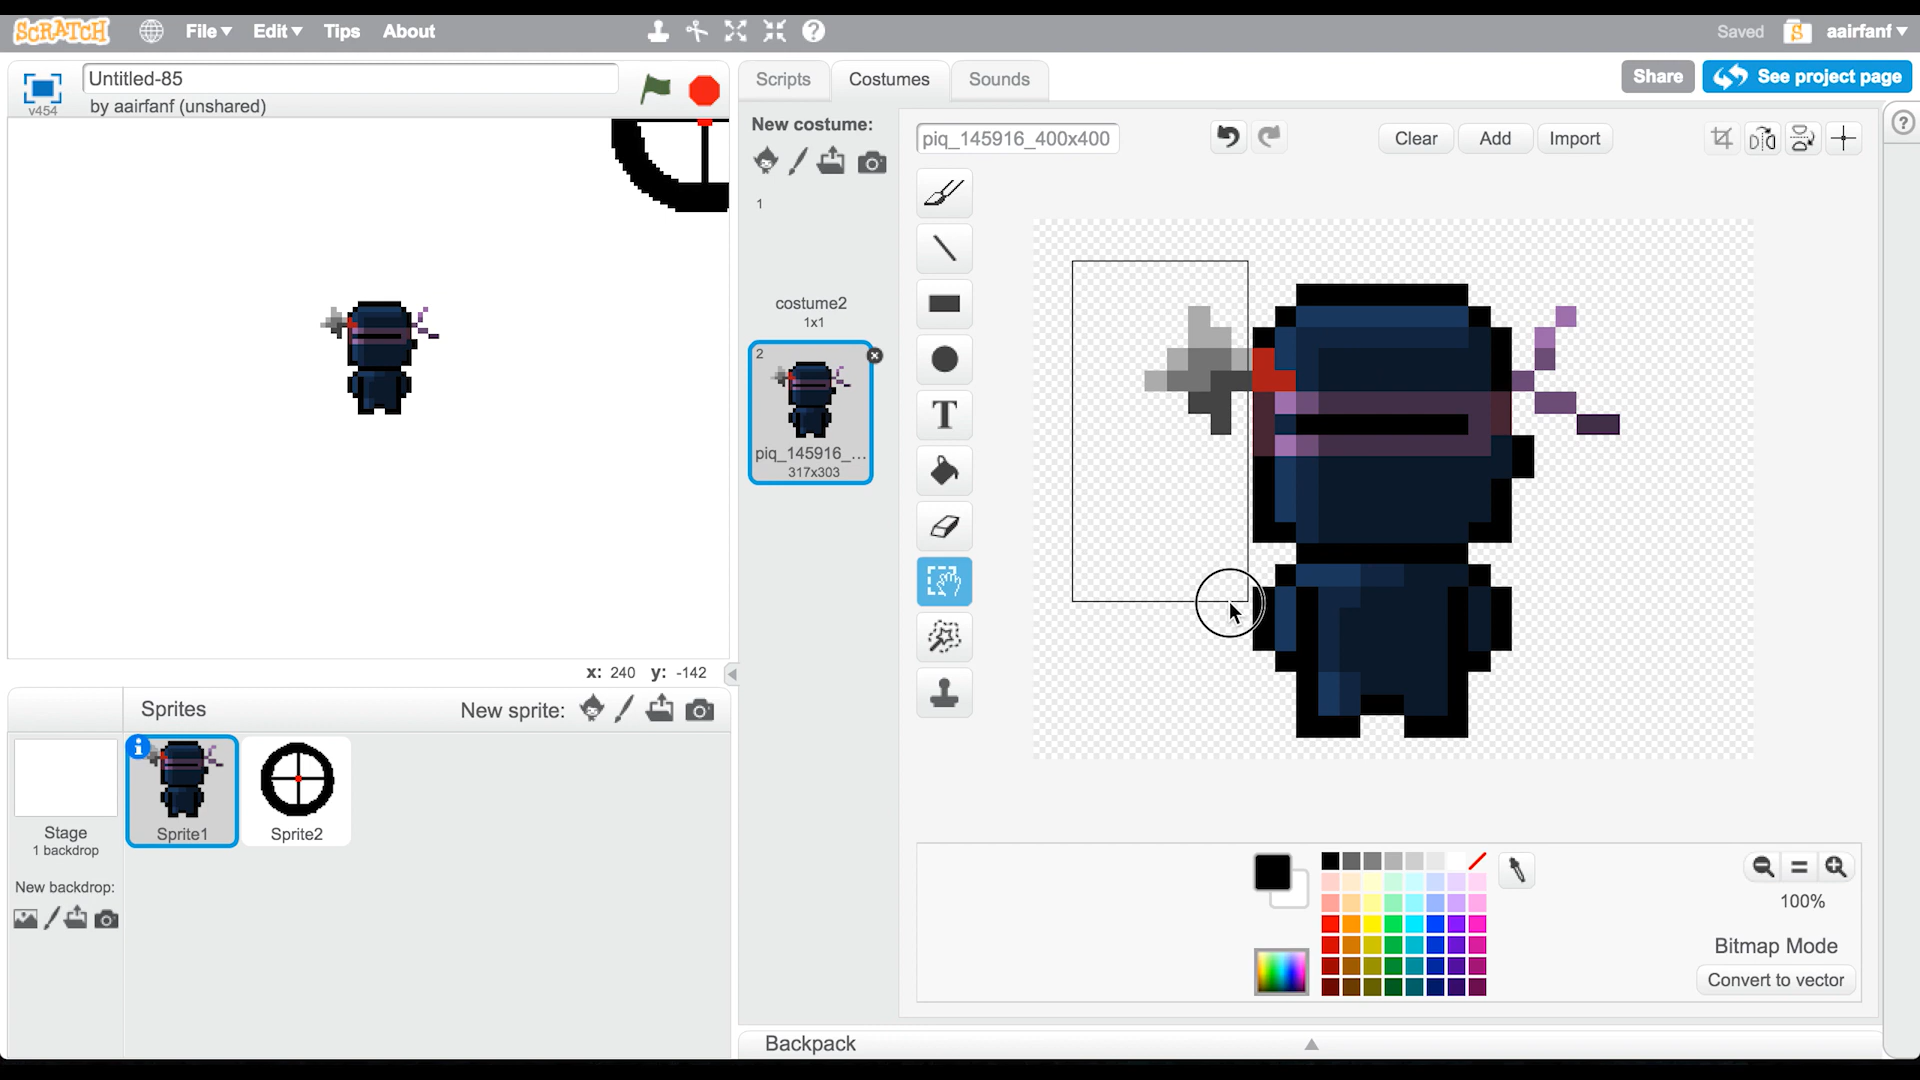 SCRATCH File▾ Edit▾ Tips About Saved S aairfanf ▾
v454 Untitled-85
by aairfanf (unshared)
Scripts Costumes Sounds Share See project page
New costume:
1
costume2
1x1
2
piq_145916_...
317x303
piq_145916_400x400 Clear Add Import
T
x: 240 y: -142
Sprites New sprite:
Stage
1 backdrop
New backdrop:
Sprite1
Sprite2
100%
Bitmap Mode
Convert to vector
Backpack